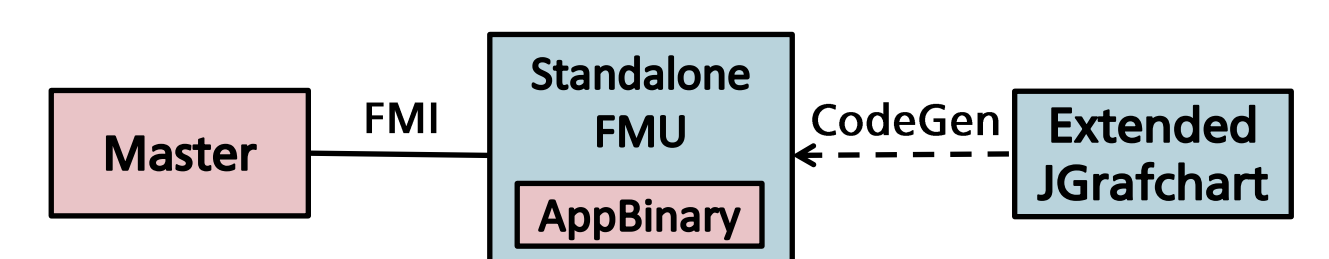 Master
FMI
Standalone
FMU
AppBinary
CodeGen
Extended
JGrafchart